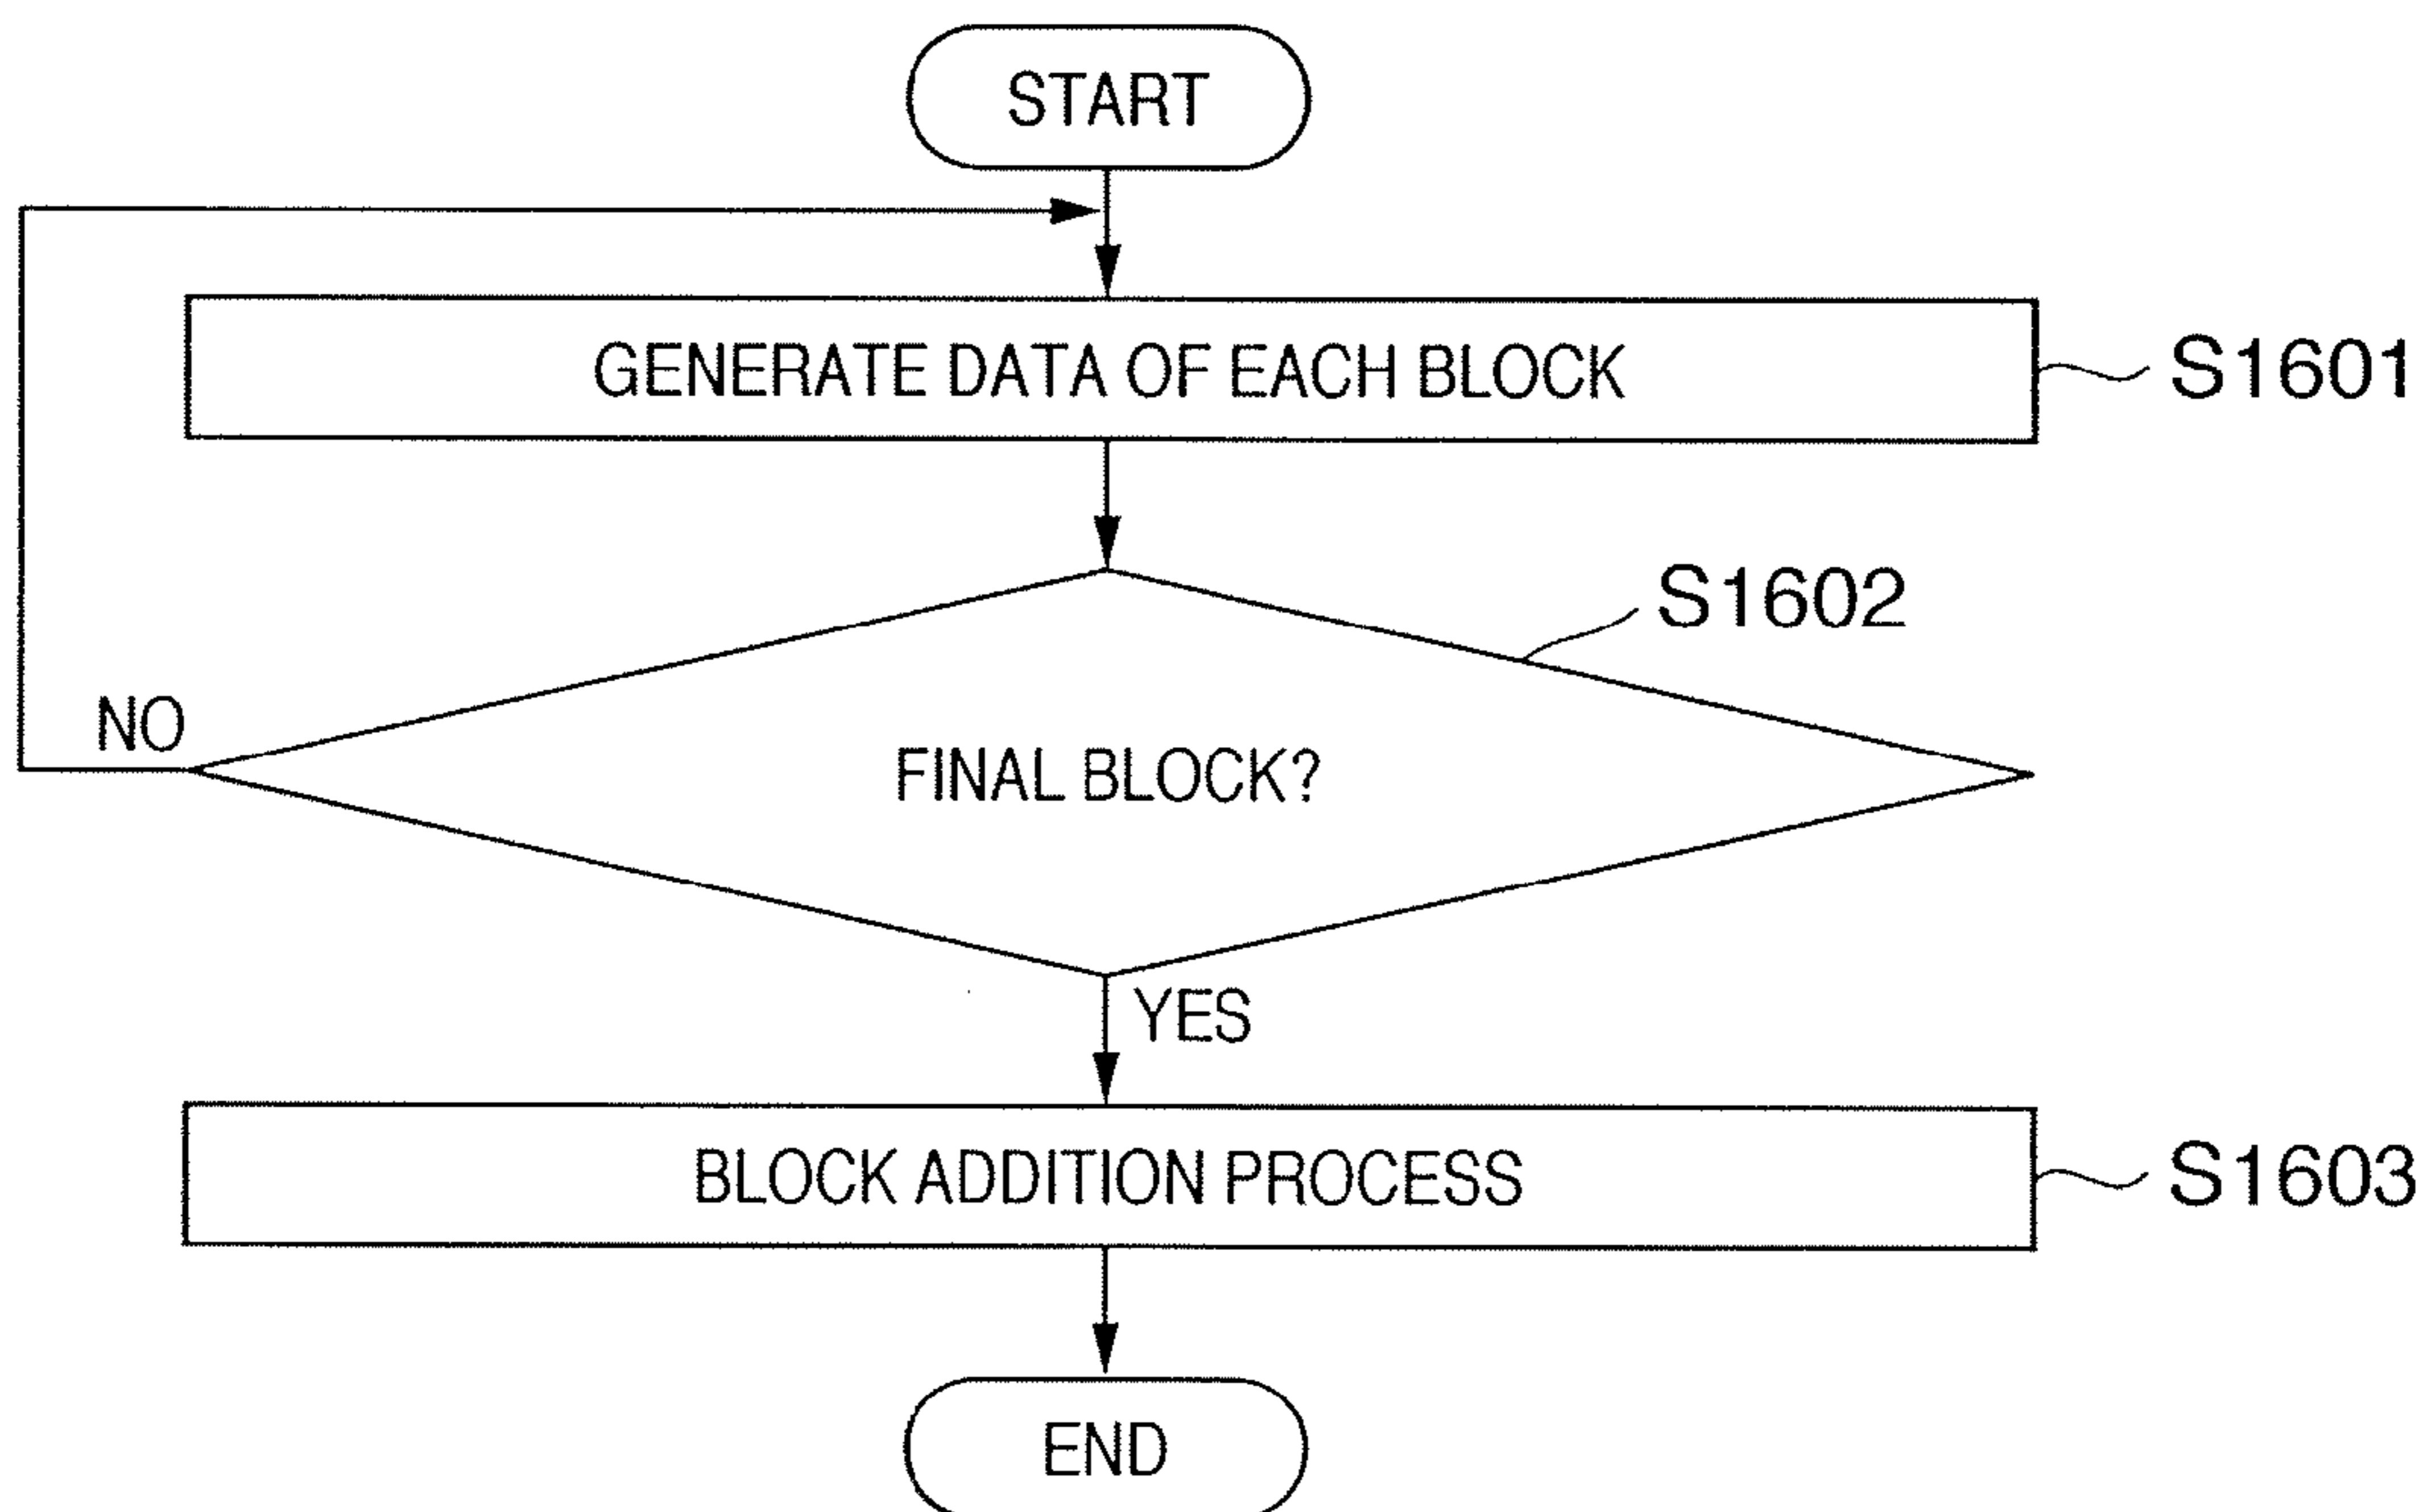 START
GENERATE DATA OF EACH BLOCK
S1601
S1602
NO
FINAL BLOCK?
YES
BLOCK ADDITION PROCESS
S1603
END